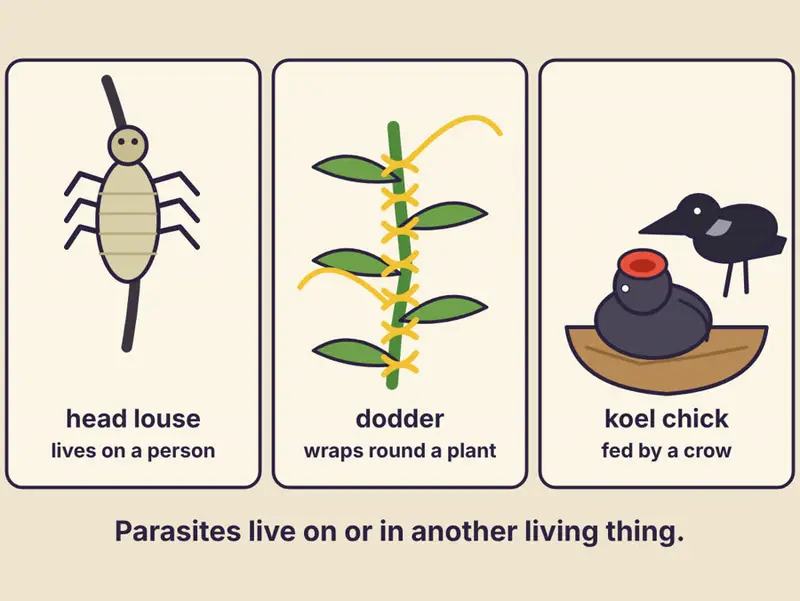 head louse
lives on a person
dodder
wraps round a plant
koel chick
fed by a crow
Parasites live on or in another living thing.